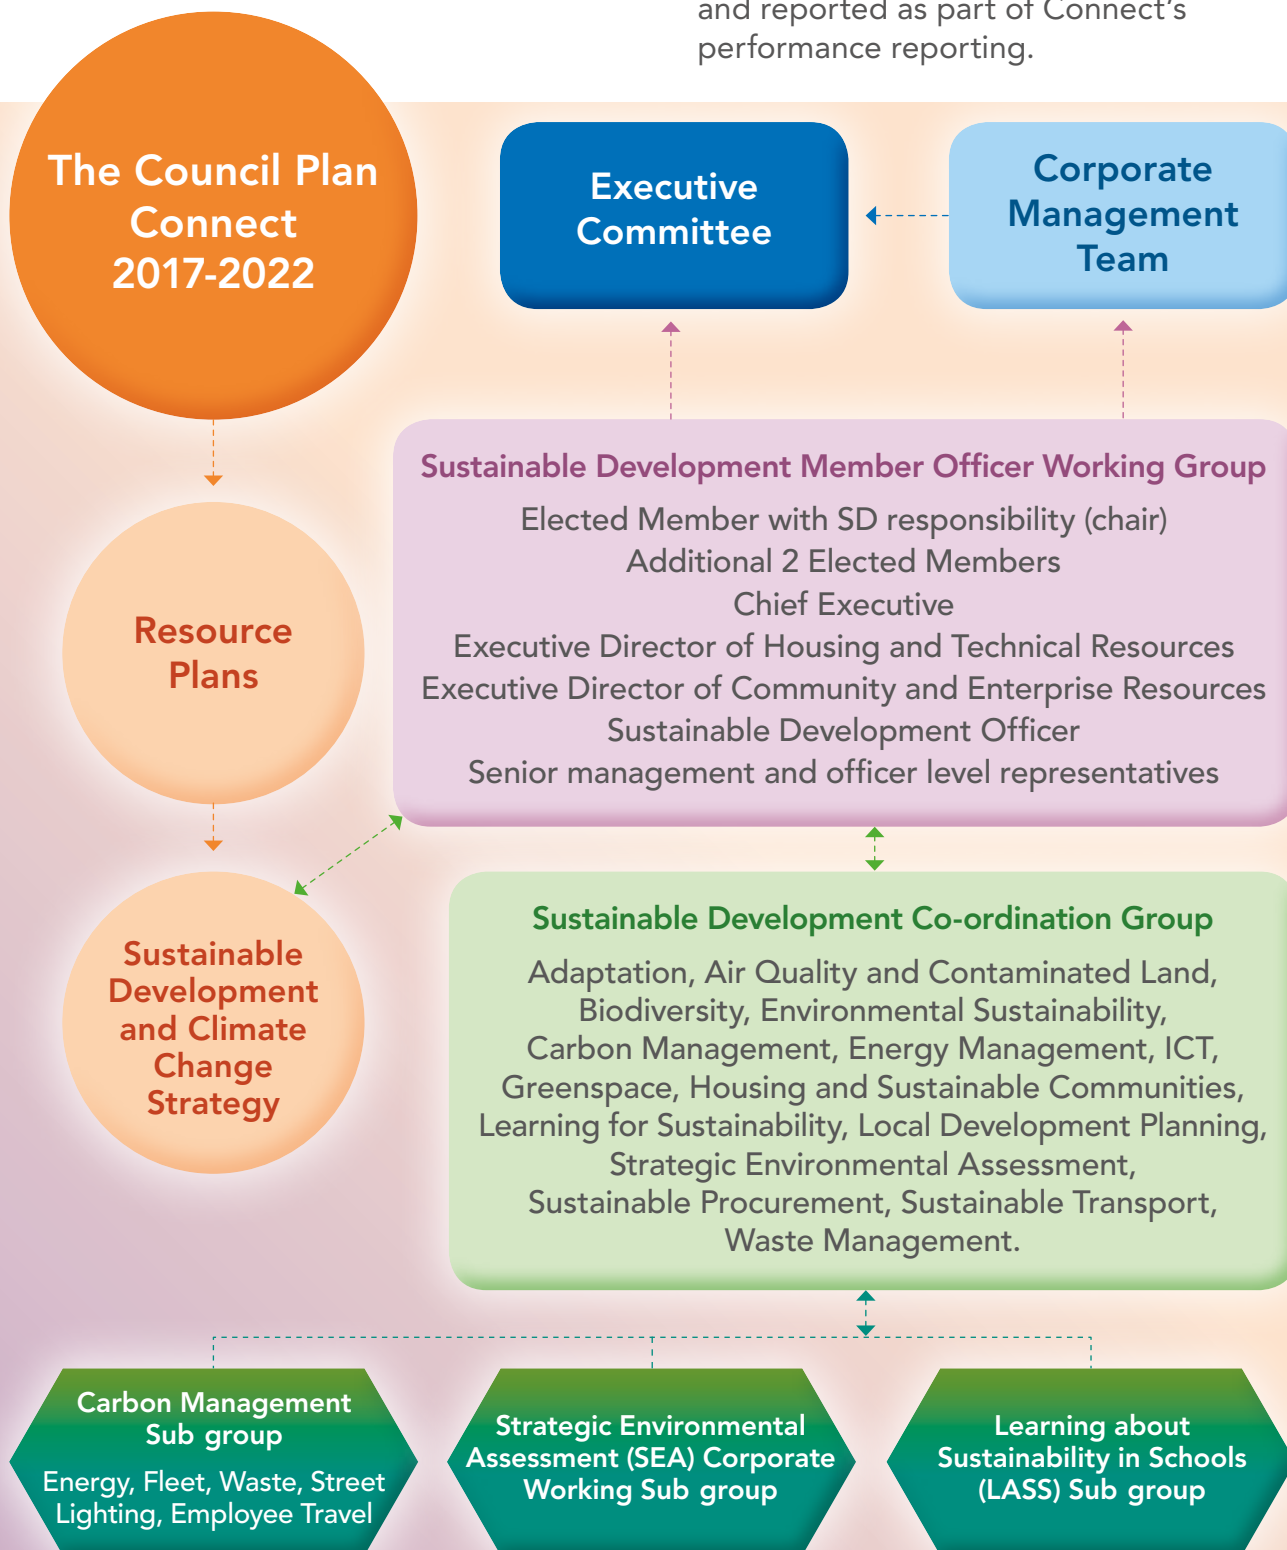 and reported as part of Connect's
performance reporting.
The Council Plan
Connect
2017-2022
Executive
Committee
Corporate
Management
Team
Resource
Plans
Sustainable Development Member Officer Working Group
Elected Member with SD responsibility (chair)
Additional 2 Elected Members
Chief Executive
Executive Director of Housing and Technical Resources
Executive Director of Community and Enterprise Resources
Sustainable Development Officer
Senior management and officer level representatives
Sustainable
Development
and Climate
Change
Strategy
Sustainable Development Co-ordination Group
Adaptation, Air Quality and Contaminated Land,
Biodiversity, Environmental Sustainability,
Carbon Management, Energy Management, ICT,
Greenspace, Housing and Sustainable Communities,
Learning for Sustainability, Local Development Planning,
Strategic Environmental Assessment,
Sustainable Procurement, Sustainable Transport,
Waste Management.
Carbon Management
Sub group
Energy, Fleet, Waste, Street
Lighting, Employee Travel
Strategic Environmental
Assessment (SEA) Corporate
Working Sub group
Learning about
Sustainability in Schools
(LASS) Sub group